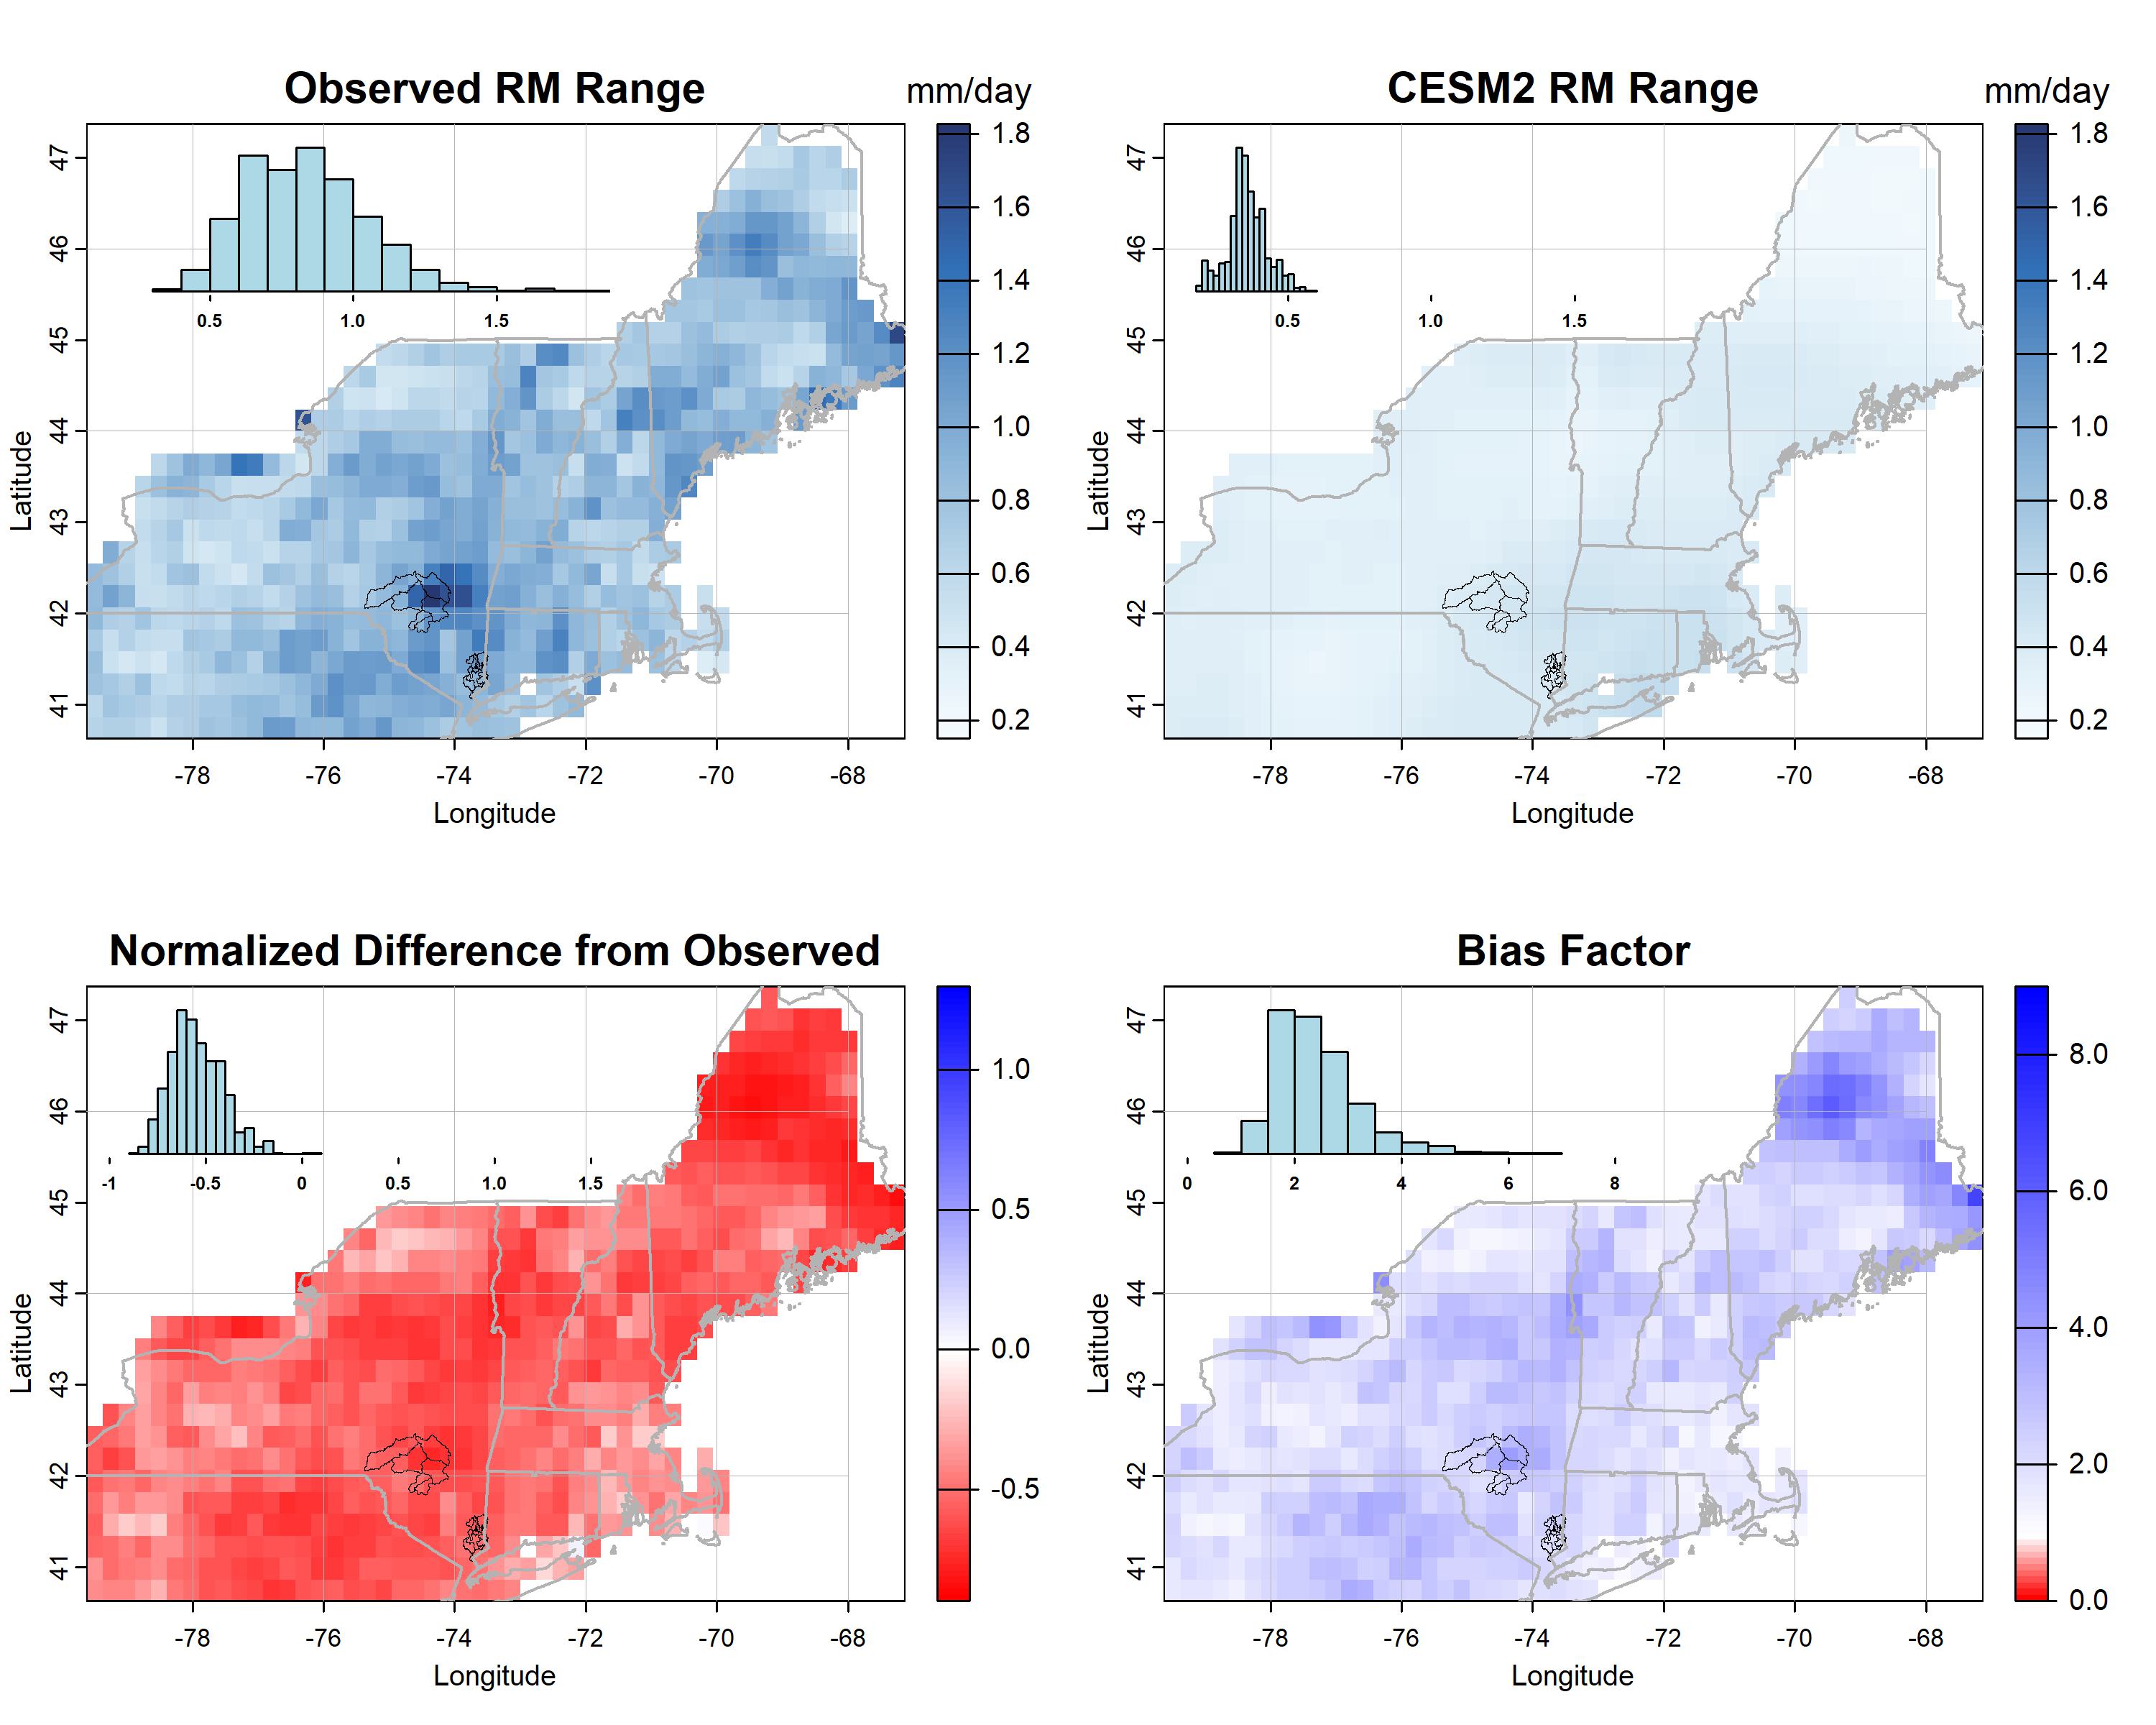 Observed RM Range
mm/day
CESM2 RM Range
mm/day
47
46
45
44
43
42
41
Latitude
0.5 1.0 1.5
1.8
1.6
1.4
1.2
1.0
0.8
0.6
0.4
0.2
-78 -76 -74 -72 -70 -68
Longitude
47
46
45
44
43
42
41
Latitude
0.5 1.0 1.5
1.8
1.6
1.4
1.2
1.0
0.8
0.6
0.4
0.2
-78 -76 -74 -72 -70 -68
Longitude
Normalized Difference from Observed
47
46
45
44
43
42
41
Latitude
-1 -0.5 0 0.5 1.0 1.5
1.0
0.5
0.0
-0.5
-78 -76 -74 -72 -70 -68
Longitude
Bias Factor
47
46
45
44
43
42
41
Latitude
0 2 4 6 8
8.0
6.0
4.0
2.0
0.0
-78 -76 -74 -72 -70 -68
Longitude